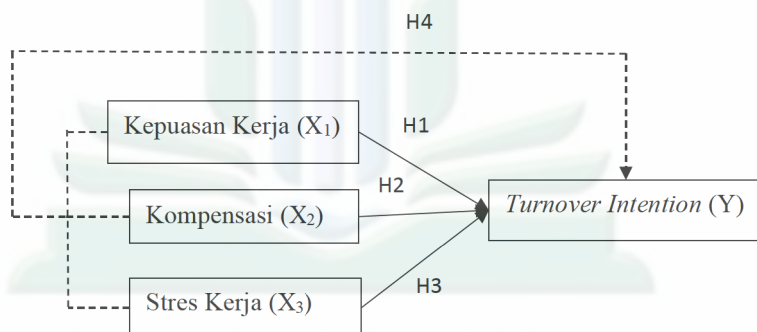 H4
Kepuasan Kerja (X₁)
H1
H2
Kompensasi (X₂)
Turnover Intention (Y)
H3
Stres Kerja (X₃)